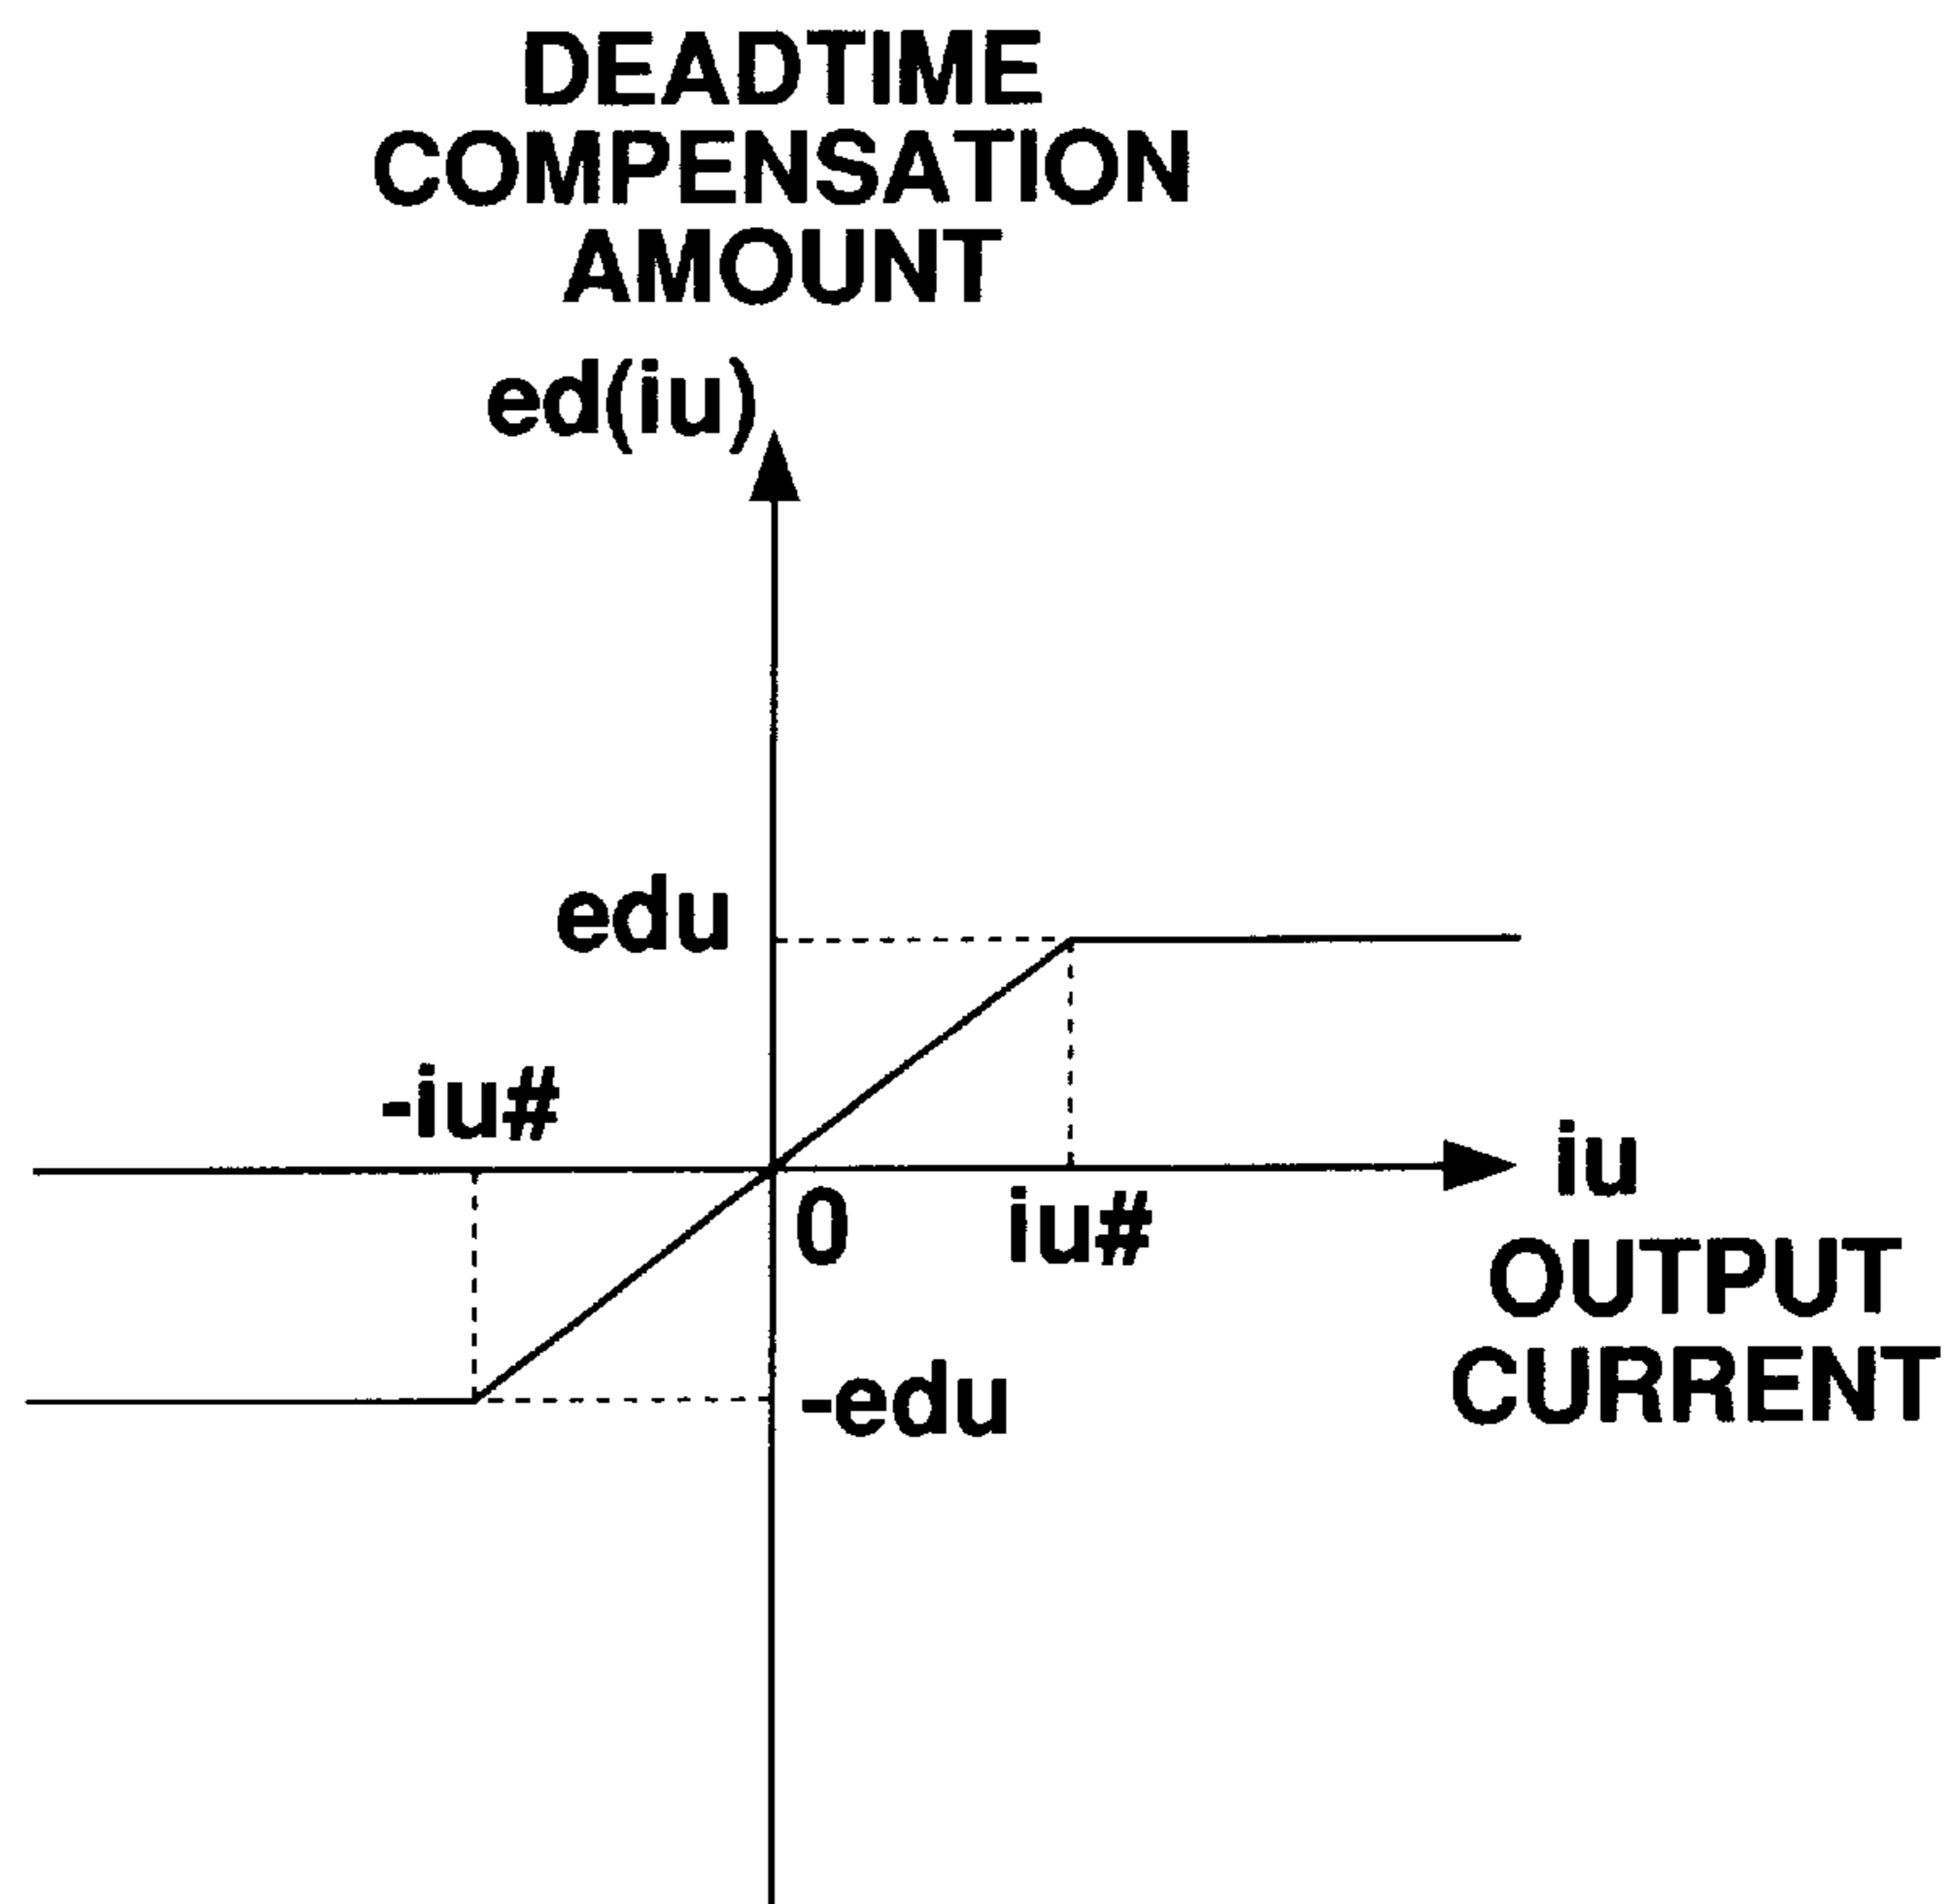 DEADTIME
COMPENSATION
AMOUNT
ed(iu)
edu
-iu#
iu
0
iu#
OUTPUT
CURRENT
-edu